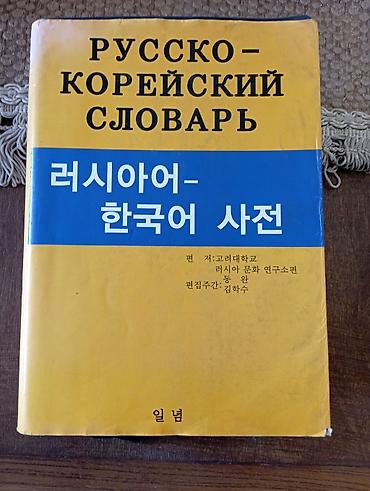 РУССКО–
КОРЕЙСКИЙ
СЛОВАРЬ
러시아어–
한국어 사전
편 저:고려대학교
러시아 문화 연구소편
편집주간:동 완
김학수
일념